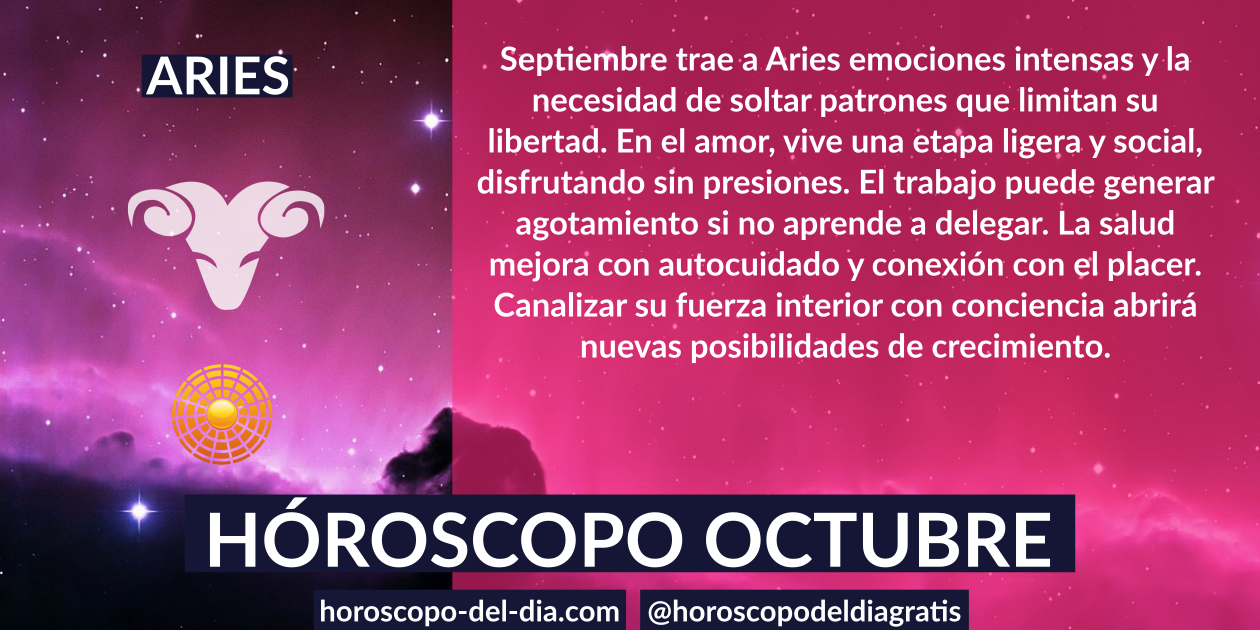 ARIES
Septiembre trae a Aries emociones intensas y la
necesidad de soltar patrones que limitan su
libertad. En el amor, vive una etapa ligera y social,
disfrutando sin presiones. El trabajo puede generar
agotamiento si no aprende a delegar. La salud
mejora con autocuidado y conexión con el placer.
Canalizar su fuerza interior con conciencia abrirá
nuevas posibilidades de crecimiento.
HÓROSCOPO OCTUBRE
horoscopo-del-dia.com
@horoscopodeldiagratis